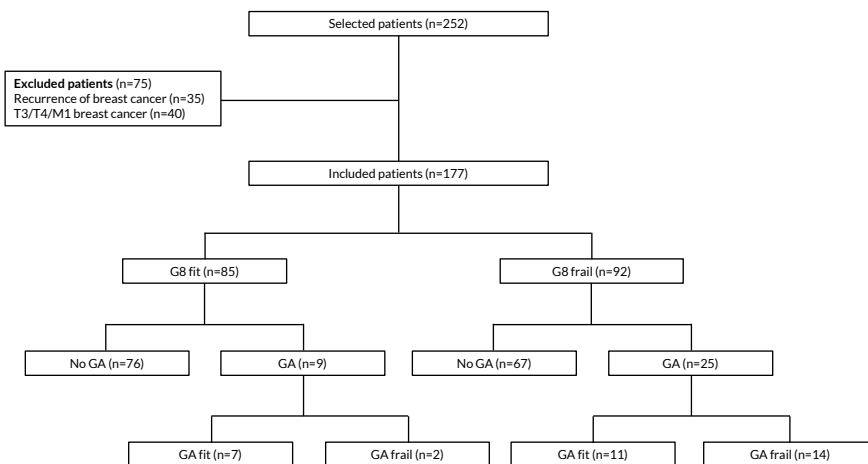 Selected patients (n=252)
Excluded patients (n=75)
Recurrence of breast cancer (n=35)
T3/T4/M1 breast cancer (n=40)
Included patients (n=177)
G8 fit (n=85)
G8 frail (n=92)
No GA (n=76)
GA (n=9)
No GA (n=67)
GA (n=25)
GA fit (n=7)
GA frail (n=2)
GA fit (n=11)
GA frail (n=14)